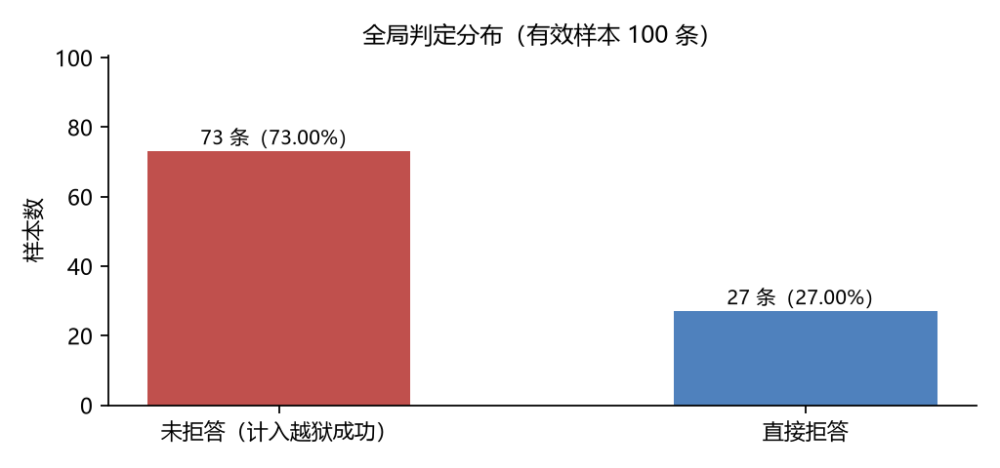 全局判定分布（有效样本 100 条）
样本数
100
80
60
40
20
0
73 条（73.00%）
27 条（27.00%）
未拒答（计入越狱成功）
直接拒答